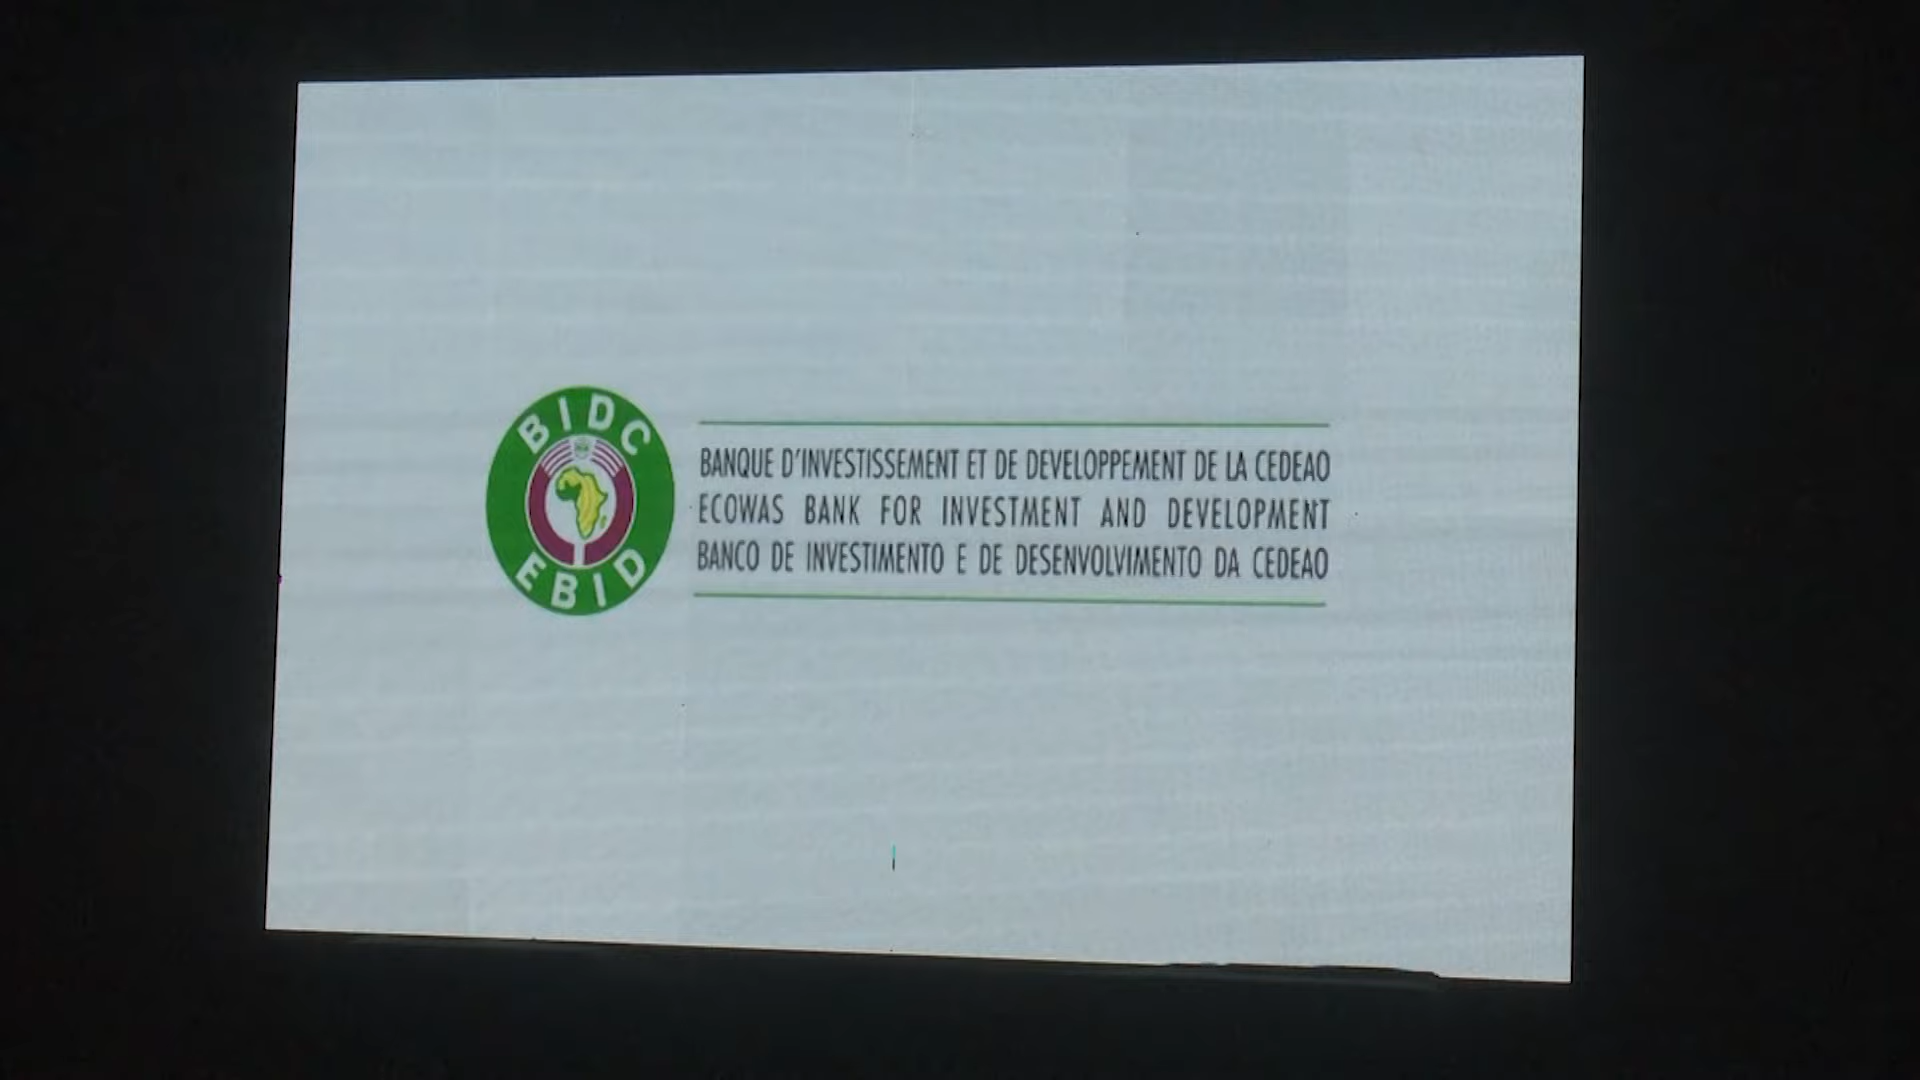 BIDC
EBID
BANQUE D'INVESTISSEMENT ET DE DEVELOPPEMENT DE LA CEDEAO
ECOWAS BANK FOR INVESTMENT AND DEVELOPMENT
BANCO DE INVESTIMENTO E DE DESENVOLVIMENTO DA CEDEAO